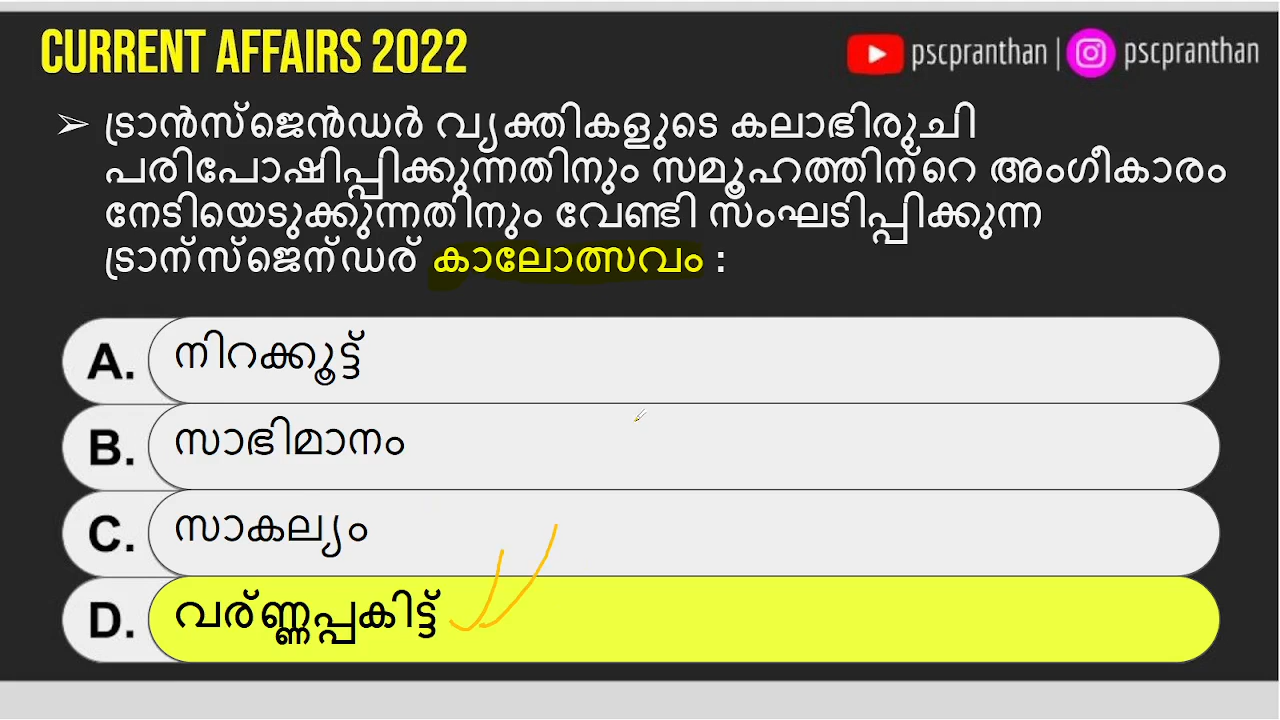 CURRENT AFFAIRS 2022
pscpranthan | pscpranthan
➢ ട്രാൻസ്ജെൻഡർ വ്യക്തികളുടെ കലാഭിരുചി
പരിപോഷിപ്പിക്കുന്നതിനും സമൂഹത്തിന്റെ അംഗീകാരം
നേടിയെടുക്കുന്നതിനും വേണ്ടി സംഘടിപ്പിക്കുന്ന
ട്രാന്സ്ജെന്ഡര് കാലോത്സവം :
A. നിറക്കൂട്ട്
B. സാഭിമാനം
C. സാകല്യം
D. വര്ണ്ണപ്പകിട്ട്